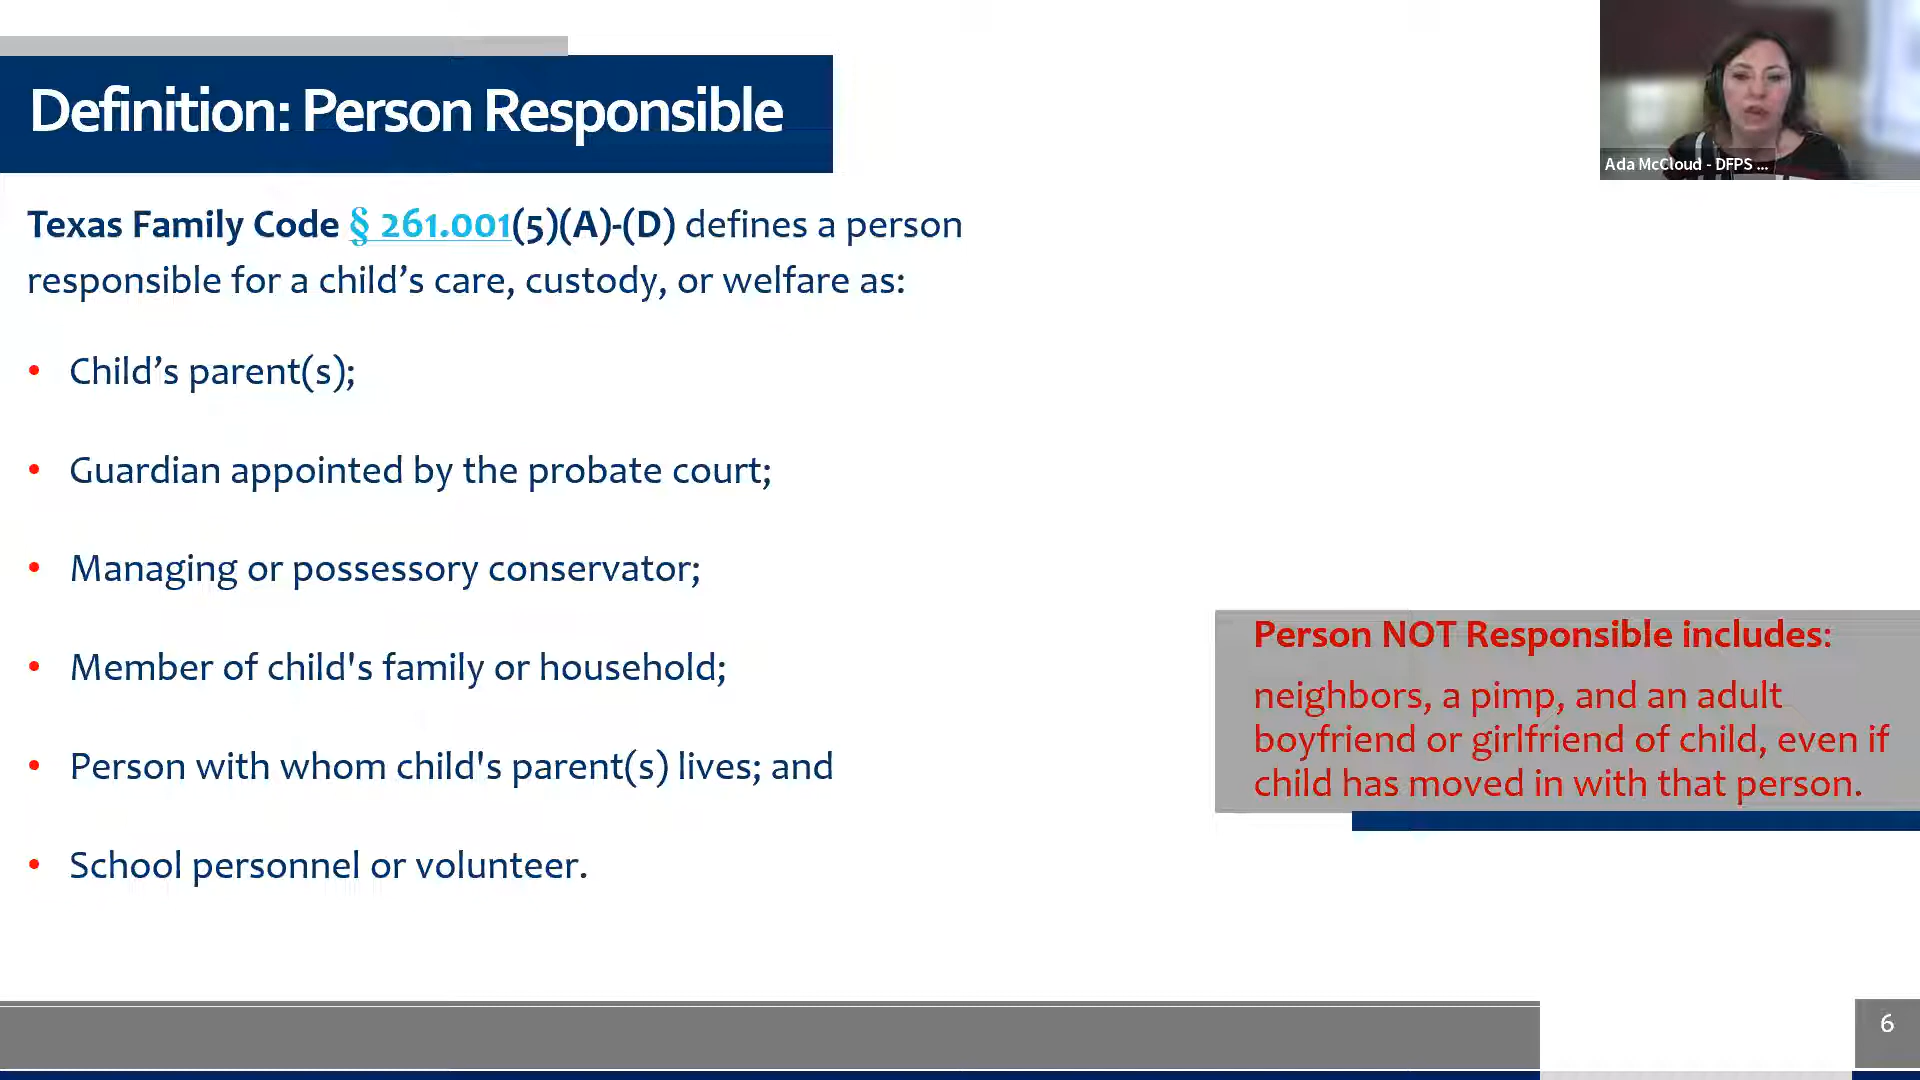 Definition: Person Responsible
Ada McCloud - DFPS ...
Texas Family Code § 261.001(5)(A)-(D) defines a person
responsible for a child’s care, custody, or welfare as:
• Child’s parent(s);
• Guardian appointed by the probate court;
• Managing or possessory conservator;
• Member of child's family or household;
• Person with whom child's parent(s) lives; and
• School personnel or volunteer.
Person NOT Responsible includes:
neighbors, a pimp, and an adult
boyfriend or girlfriend of child, even if
child has moved in with that person.
6